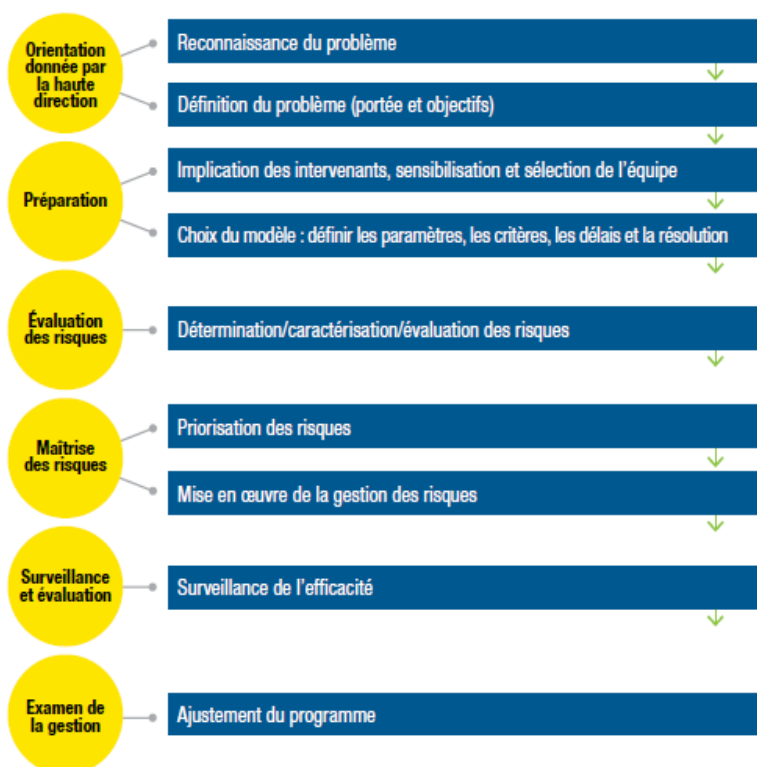 Orientation
donnée par
la haute
direction
Reconnaissance du problème
Définition du problème (portée et objectifs)
Préparation
Implication des intervenants, sensibilisation et sélection de l'équipe
Choix du modèle : définir les paramètres, les critères, les délais et la résolution
Évaluation
des risques
Détermination/caractérisation/évaluation des risques
Maîtrise
des risques
Priorisation des risques
Mise en œuvre de la gestion des risques
Surveillance
et évaluation
Surveillance de l'efficacité
Examen de
la gestion
Ajustement du programme